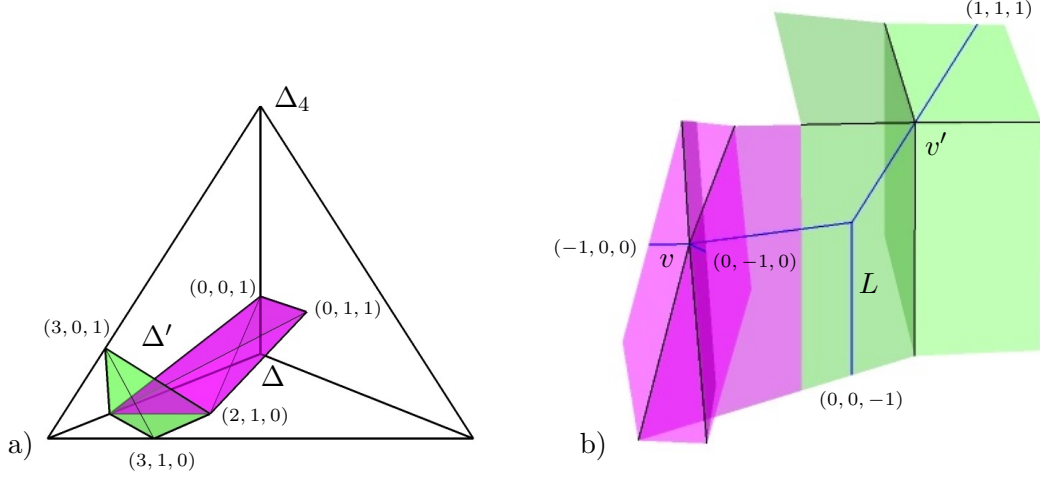 Δ₄
(0, 0, 1)
(0, 1, 1)
(3, 0, 1)
Δ′
Δ
(2, 1, 0)
(3, 1, 0)
a)
(1, 1, 1)
v′
(−1, 0, 0)
v
(0, −1, 0)
L
(0, 0, −1)
b)